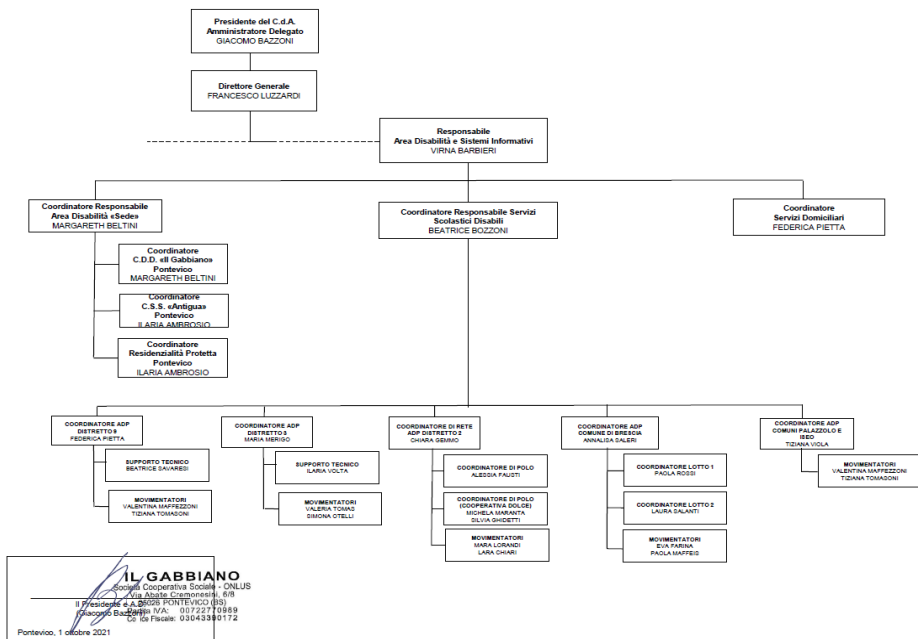 Presidente del C.d.A.
Amministratore Delegato
GIACOMO BAZZONI
Direttore Generale
FRANCESCO LUZZARDI
Responsabile
Area Disabilità e Sistemi Informativi
VIRNA BARBIERI
Coordinatore Responsabile
Area Disabilità «Sede»
MARGARETH BELTINI
Coordinatore Responsabile Servizi
Scolastici Disabili
BEATRICE BOZZONI
Coordinatore
Servizi Domiciliari
FEDERICA PIETTA
Coordinatore
C.D.D. «Il Gabbiano»
Pontevico
MARGARETH BELTINI
Coordinatore
C.S.S. «Antigua»
Pontevico
ILARIA AMBROSIO
Coordinatore
Residenzialità Protetta
Pontevico
ILARIA AMBROSIO
COORDINATORE ADP
DISTRETTO 9
FEDERICA PIETTA
SUPPORTO TECNICO
BEATRICE SAVARESI
MOVIMENTATORI
VALENTINA MAFFEZZONI
TIZIANA TOMASONI
COORDINATORE ADP
DISTRETTO 3
MARIA MERIGO
SUPPORTO TECNICO
ILARIA VOLTA
MOVIMENTATORI
VALERIA TOMAS
SIMONA OTELLI
COORDINATORE DI RETE
ADP DISTRETTO 2
CHIARA GEMMO
COORDINATORE DI POLO
ALESSIA FAUSTI
COORDINATORE DI POLO
(COOPERATIVA DOLCE)
MICHELA MARANTA
SILVIA GHIDETTI
MOVIMENTATORI
MARA LORANDI
LARA CHIARI
COORDINATORE ADP
COMUNE DI BRESCIA
ANNALISA SALERI
COORDINATORE LOTTO 1
PAOLA ROSSI
COORDINATORE LOTTO 2
LAURA SALANTI
MOVIMENTATORI
EVA FARINA
PAOLA MAFFEIS
COORDINATORE ADP
COMUNI PALAZZOLO E
ISEO
TIZIANA VIOLA
MOVIMENTATORI
VALENTINA MAFFEZZONI
TIZIANA TOMASONI
IL GABBIANO
Società Cooperativa Sociale - ONLUS
Via Abate Cremonesini, 6/8
25026 PONTEVICO (BS)
Partita IVA: 00722770989
Codice Fiscale: 03043390172
Il Presidente e A.D.
(Giacomo Bazzoni)
Pontevico, 1 ottobre 2021